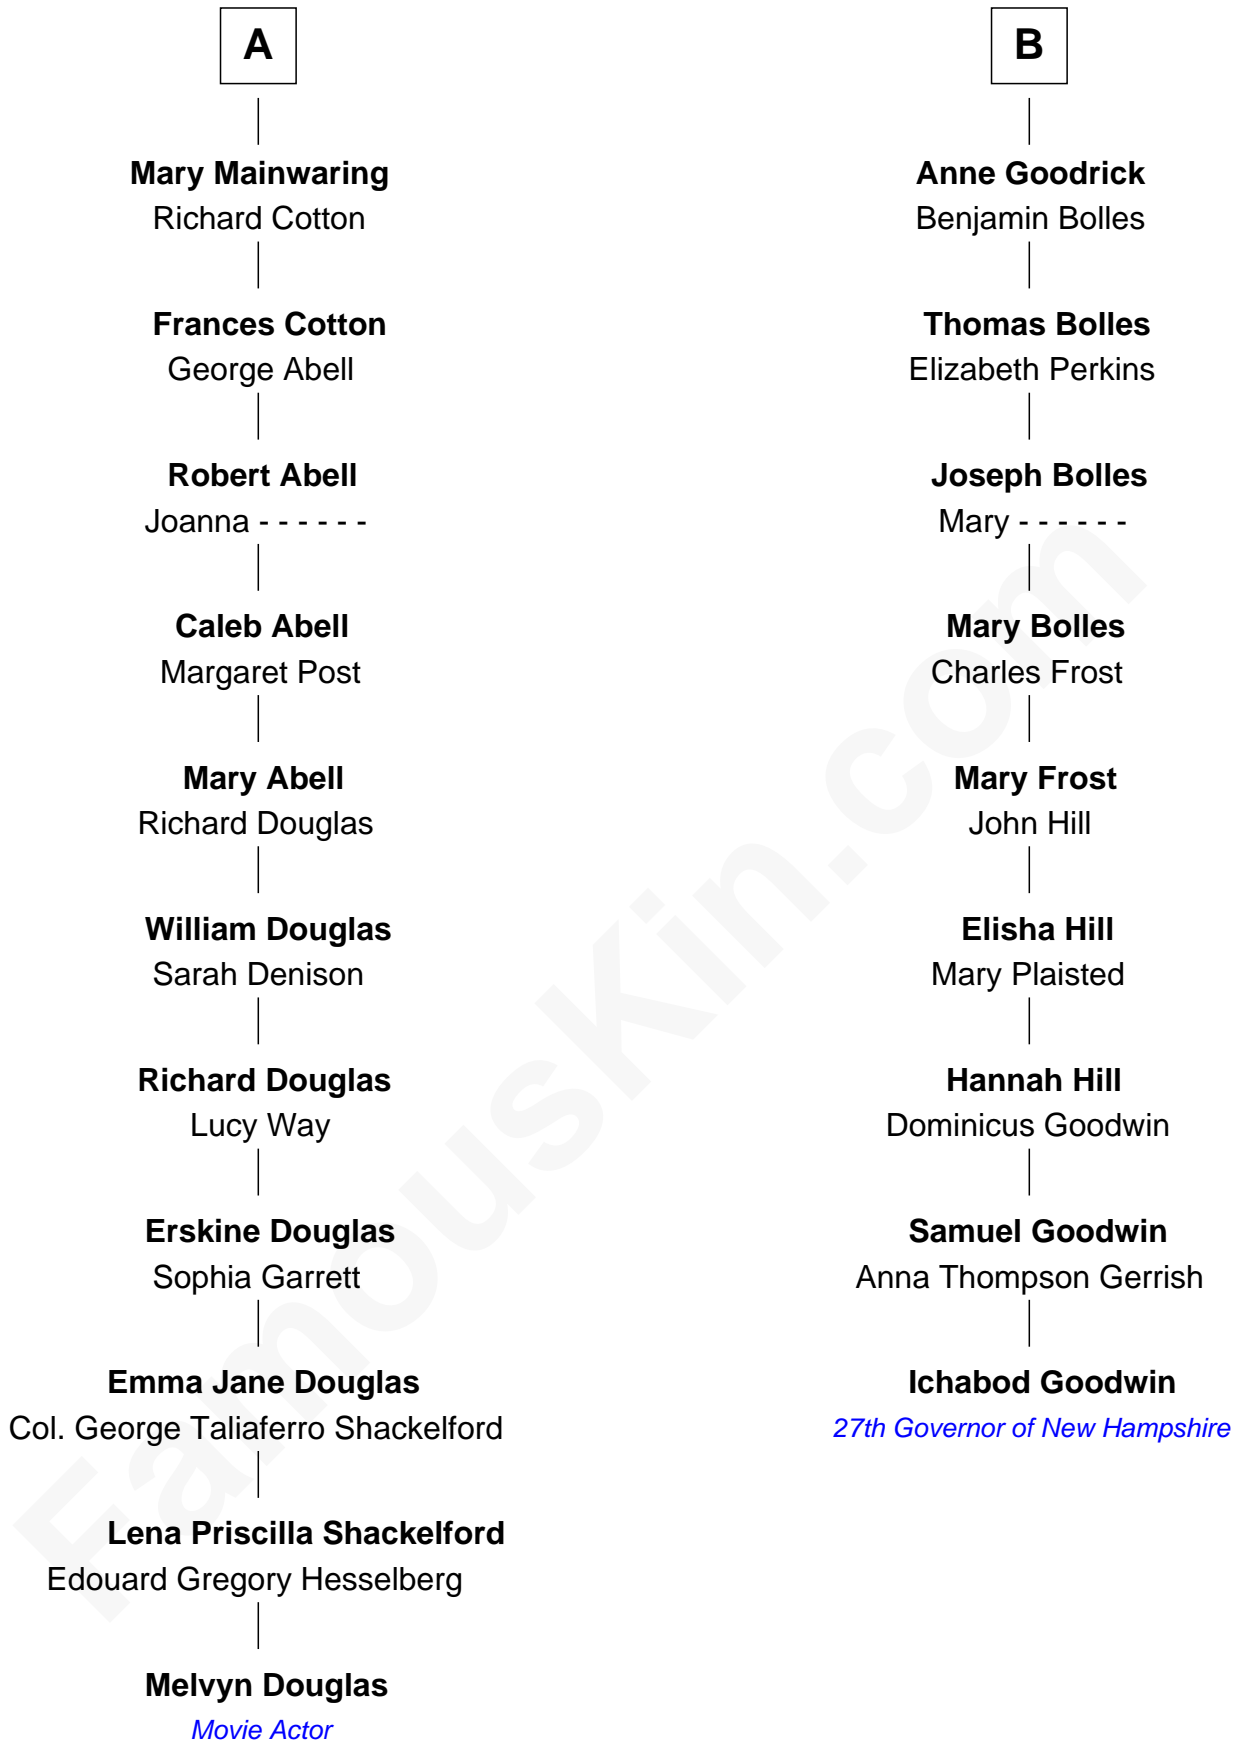 A
Mary Mainwaring
Richard Cotton
Frances Cotton
George Abell
Robert Abell
Joanna - - - - - -
Caleb Abell
Margaret Post
Mary Abell
Richard Douglas
William Douglas
Sarah Denison
Richard Douglas
Lucy Way
Erskine Douglas
Sophia Garrett
Emma Jane Douglas
Col. George Taliaferro Shackelford
Lena Priscilla Shackelford
Edouard Gregory Hesselberg
Melvyn Douglas
Movie Actor
B
Anne Goodrick
Benjamin Bolles
Thomas Bolles
Elizabeth Perkins
Joseph Bolles
Mary - - - - - -
Mary Bolles
Charles Frost
Mary Frost
John Hill
Elisha Hill
Mary Plaisted
Hannah Hill
Dominicus Goodwin
Samuel Goodwin
Anna Thompson Gerrish
Ichabod Goodwin
27th Governor of New Hampshire
FamousKin.com